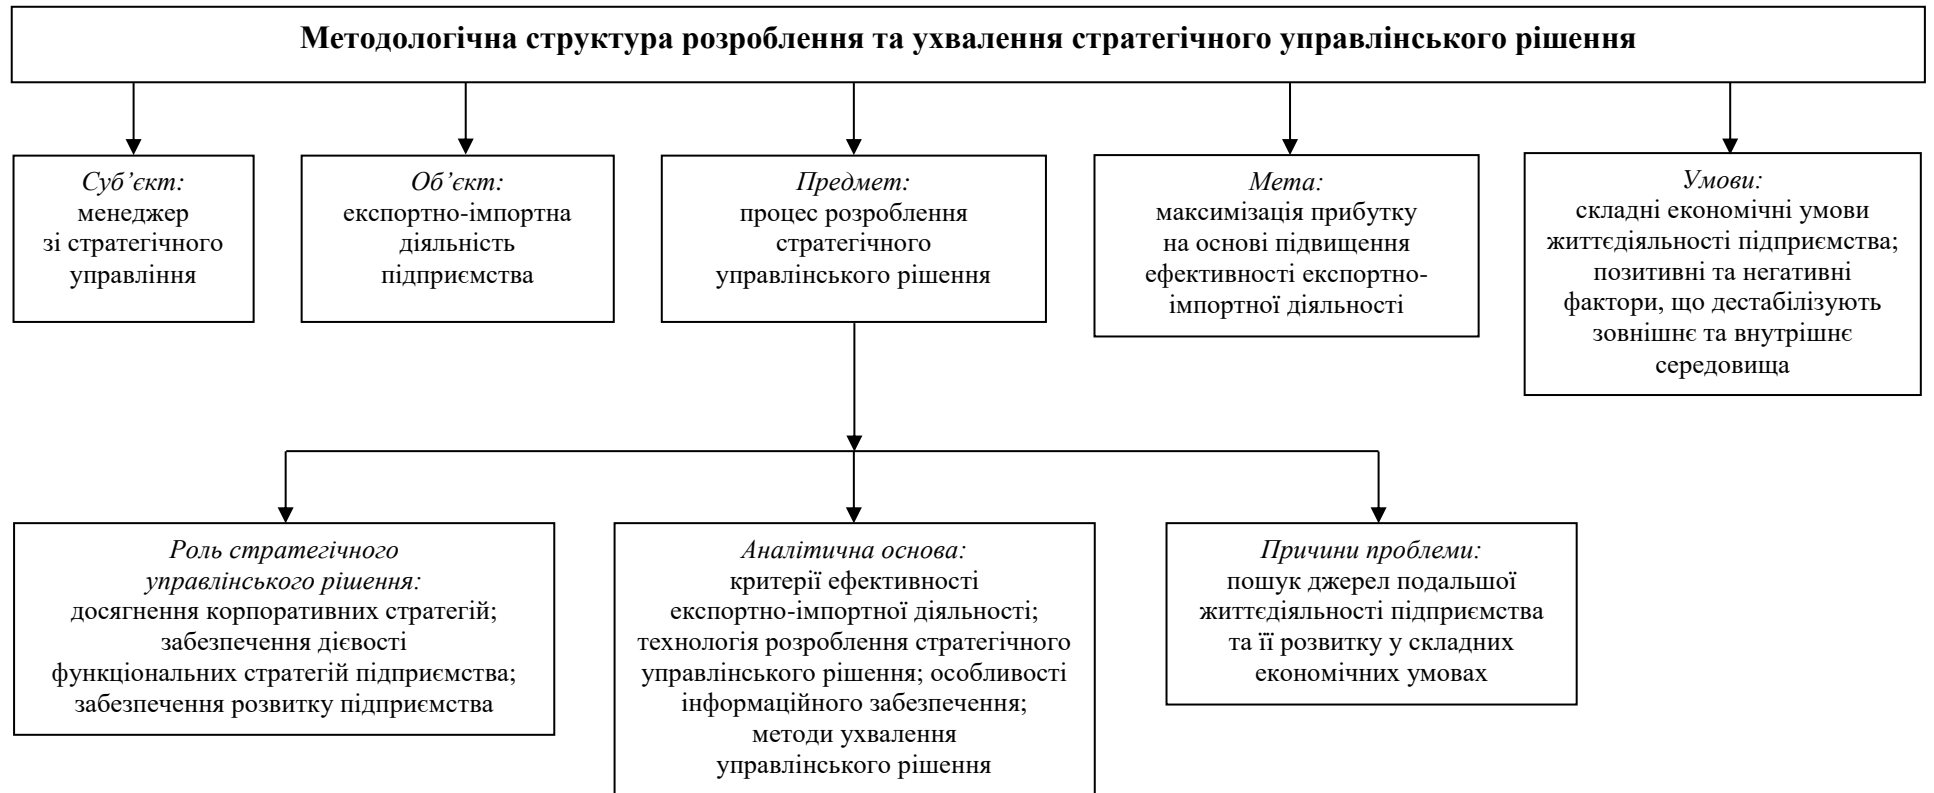 Методологічна структура розроблення та ухвалення стратегічного управлінського рішення
Суб’єкт:
менеджер
зі стратегічного
управління
Об’єкт:
експортно-імпортна
діяльність
підприємства
Предмет:
процес розроблення
стратегічного
управлінського рішення
Мета:
максимізація прибутку
на основі підвищення
ефективності експортно-
імпортної діяльності
Умови:
складні економічні умови
життєдіяльності підприємства;
позитивні та негативні
фактори, що дестабілізують
зовнішнє та внутрішнє
середовища
Роль стратегічного
управлінського рішення:
досягнення корпоративних стратегій;
забезпечення дієвості
функціональних стратегій підприємства;
забезпечення розвитку підприємства
Аналітична основа:
критерії ефективності
експортно-імпортної діяльності;
технологія розроблення стратегічного
управлінського рішення; особливості
інформаційного забезпечення;
методи ухвалення
управлінського рішення
Причини проблеми:
пошук джерел подальшої
життєдіяльності підприємства
та її розвитку у складних
економічних умовах